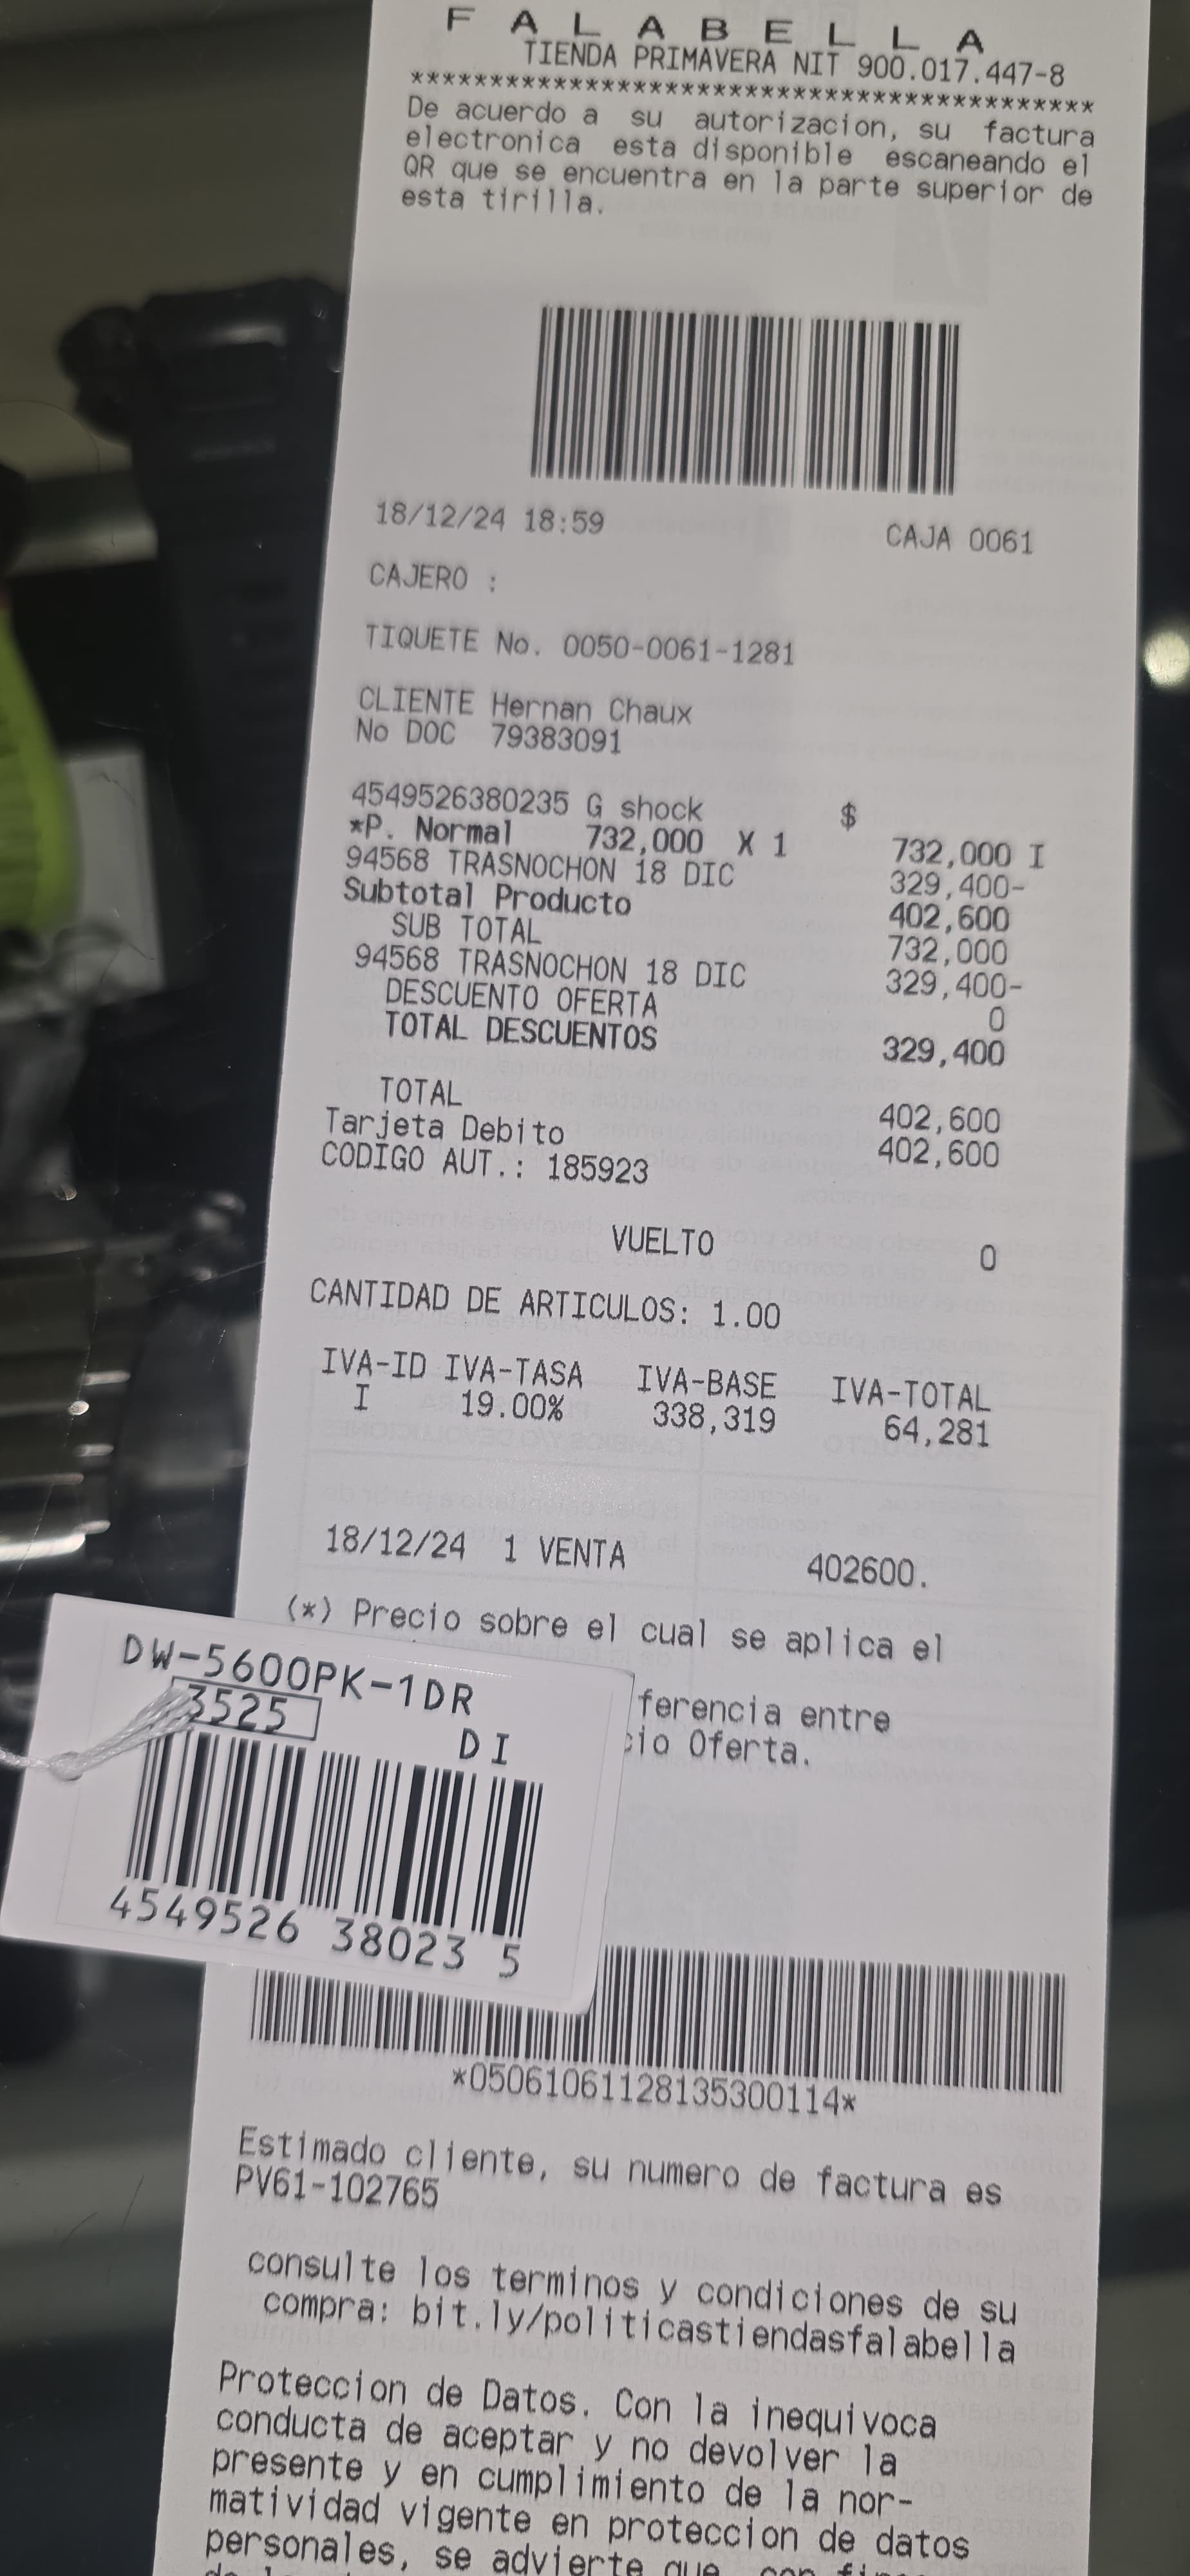 F A L A B E L L A
TIENDA PRIMAVERA NIT 900.017.447-8
*******************************************
De acuerdo a su autorizacion, su factura
electronica esta disponible escaneando el
QR que se encuentra en la parte superior de
esta tirilla.
18/12/24 18:59 CAJA 0061
CAJERO :
TIQUETE No. 0050-0061-1281
CLIENTE Hernan Chaux
No DOC 79383091
4549526380235 G shock $
*P. Normal 732,000 X 1 732,000 I
94568 TRASNOCHON 18 DIC 329,400-
Subtotal Producto 402,600
SUB TOTAL 732,000
94568 TRASNOCHON 18 DIC 329,400-
DESCUENTO OFERTA 0
TOTAL DESCUENTOS 329,400
TOTAL 402,600
Tarjeta Debito 402,600
CODIGO AUT.: 185923
VUELTO 0
CANTIDAD DE ARTICULOS: 1.00
IVA-ID IVA-TASA IVA-BASE IVA-TOTAL
I 19.00% 338,319 64,281
18/12/24 1 VENTA 402600.
(*) Precio sobre el cual se aplica el
ferencia entre
cio Oferta.
DW-5600PK-1DR
3525
DI
4549526 38023 5
*05061061128135300114*
Estimado cliente, su numero de factura es
PV61-102765
consulte los terminos y condiciones de su
compra: bit.ly/politicastiendasfalabella
Proteccion de Datos. Con la inequivoca
conducta de aceptar y no devolver la
presente y en cumplimiento de la nor-
matividad vigente en proteccion de datos
personales, se advierte que, con